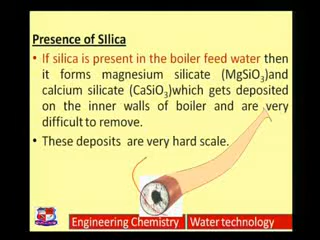 Presence of SIlica
• If silica is present in the boiler feed water then
it forms magnesium silicate (MgSiO3)and
calcium silicate (CaSiO3)which gets deposited
on the inner walls of boiler and are very
difficult to remove.
• These deposits are very hard scale.
Engineering Chemistry Water technology